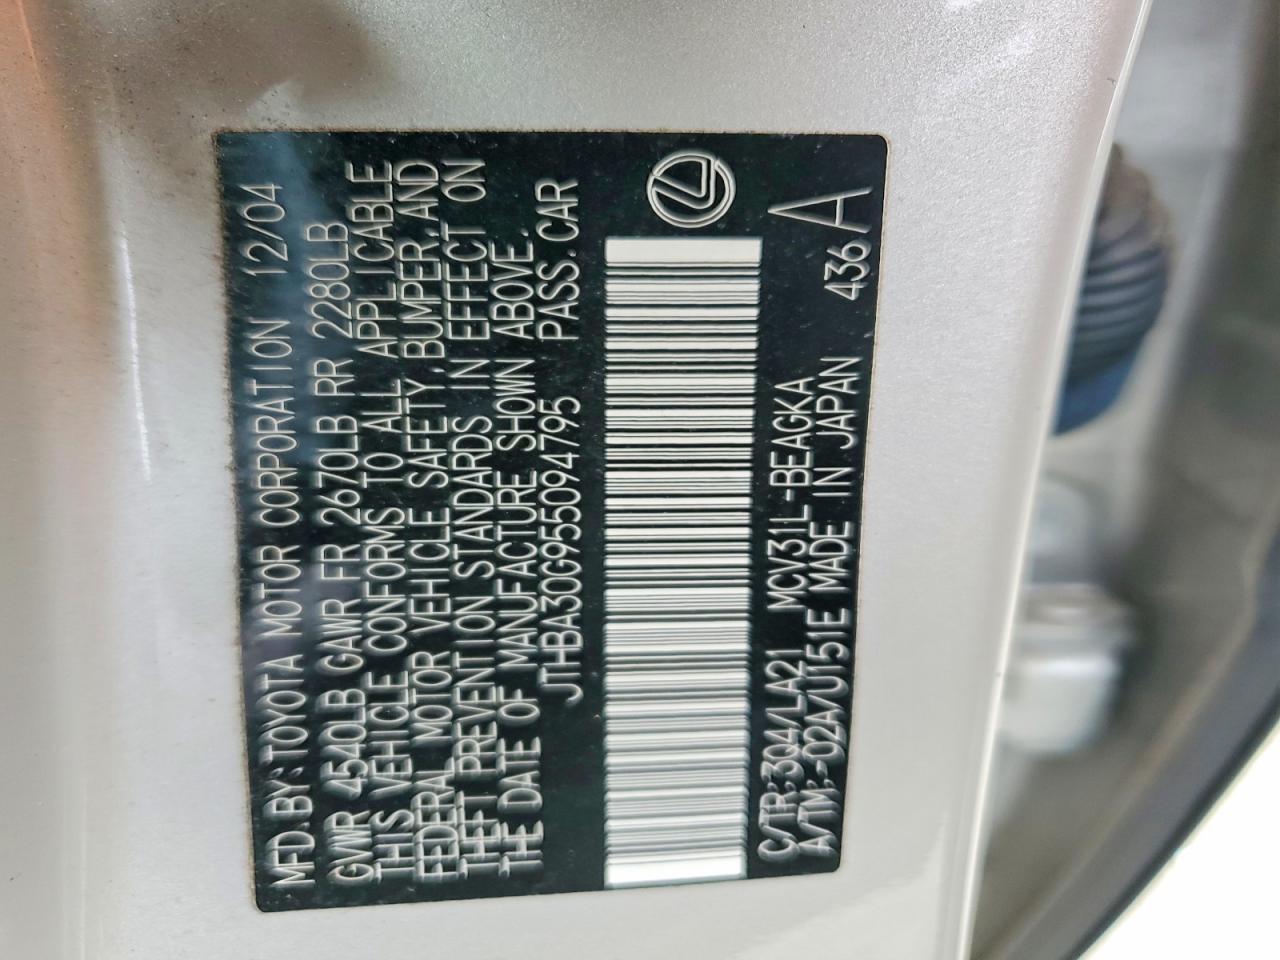 MFD.BY:TOYOTA MOTOR CORPORATION 12/04
GVWR 4540LB GAWR FR 2670LB RR 2280LB
THIS VEHICLE CONFORMS TO ALL APPLICABLE
FEDERAL MOTOR VEHICLE SAFETY,BUMPER,AND
THEFT PREVENTION STANDARDS IN EFFECT ON
THE DATE OF MANUFACTURE SHOWN ABOVE.
JTHBA30G955094795 PASS.CAR
C/TR:3Q4/LA21 MCV31L-BEAGKA
A/TM:-02A/U151E MADE IN JAPAN 436 A